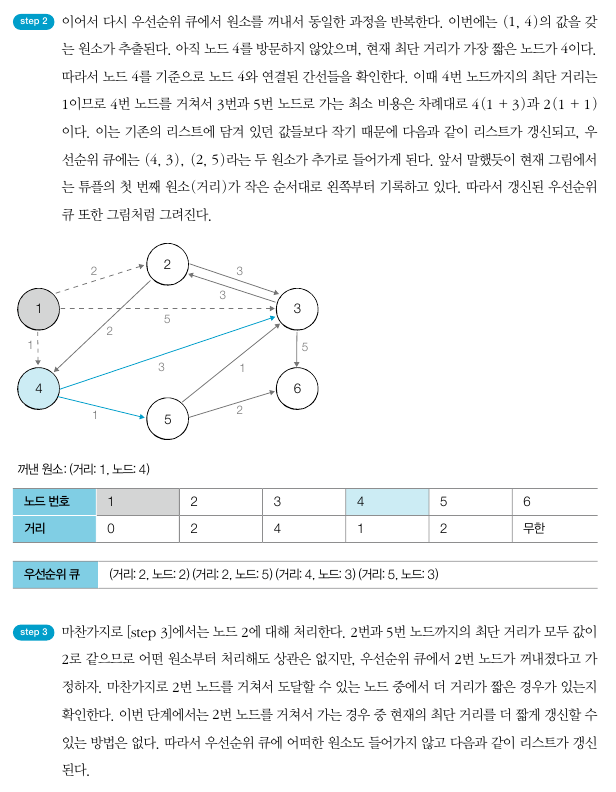 step 2 이어서 다시 우선순위 큐에서 원소를 꺼내서 동일한 과정을 반복한다. 이번에는 (1, 4)의 값을 갖
는 원소가 추출된다. 아직 노드 4를 방문하지 않았으며, 현재 최단 거리가 가장 짧은 노드가 4이다.
따라서 노드 4를 기준으로 노드 4와 연결된 간선들을 확인한다. 이때 4번 노드까지의 최단 거리는
1이므로 4번 노드를 거쳐서 3번과 5번 노드로 가는 최소 비용은 차례대로 4(1 + 3)과 2(1 + 1)
이다. 이는 기존의 리스트에 담겨 있던 값들보다 작기 때문에 다음과 같이 리스트가 갱신되고, 우
선순위 큐에는 (4, 3), (2, 5)라는 두 원소가 추가로 들어가게 된다. 앞서 말했듯이 현재 그림에서
는 튜플의 첫 번째 원소(거리)가 작은 순서대로 왼쪽부터 기록하고 있다. 따라서 갱신된 우선순위
큐 또한 그림처럼 그려진다.
2
2
3
3
1
5
3
1
2
5
3
4
1
6
1
5
2
꺼낸 원소: (거리: 1, 노드: 4)
노드 번호 1 2 3 4 5 6
거리 0 2 4 1 2 무한
우선순위 큐 (거리: 2, 노드: 2) (거리: 2, 노드: 5) (거리: 4, 노드: 3) (거리: 5, 노드: 3)
step 3 마찬가지로 [step 3]에서는 노드 2에 대해 처리한다. 2번과 5번 노드까지의 최단 거리가 모두 값이
2로 같으므로 어떤 원소부터 처리해도 상관은 없지만, 우선순위 큐에서 2번 노드가 꺼내졌다고 가
정하자. 마찬가지로 2번 노드를 거쳐서 도달할 수 있는 노드 중에서 더 거리가 짧은 경우가 있는지
확인한다. 이번 단계에서는 2번 노드를 거쳐서 가는 경우 중 현재의 최단 거리를 더 짧게 갱신할 수
있는 방법은 없다. 따라서 우선순위 큐에 어떠한 원소도 들어가지 않고 다음과 같이 리스트가 갱신
된다.